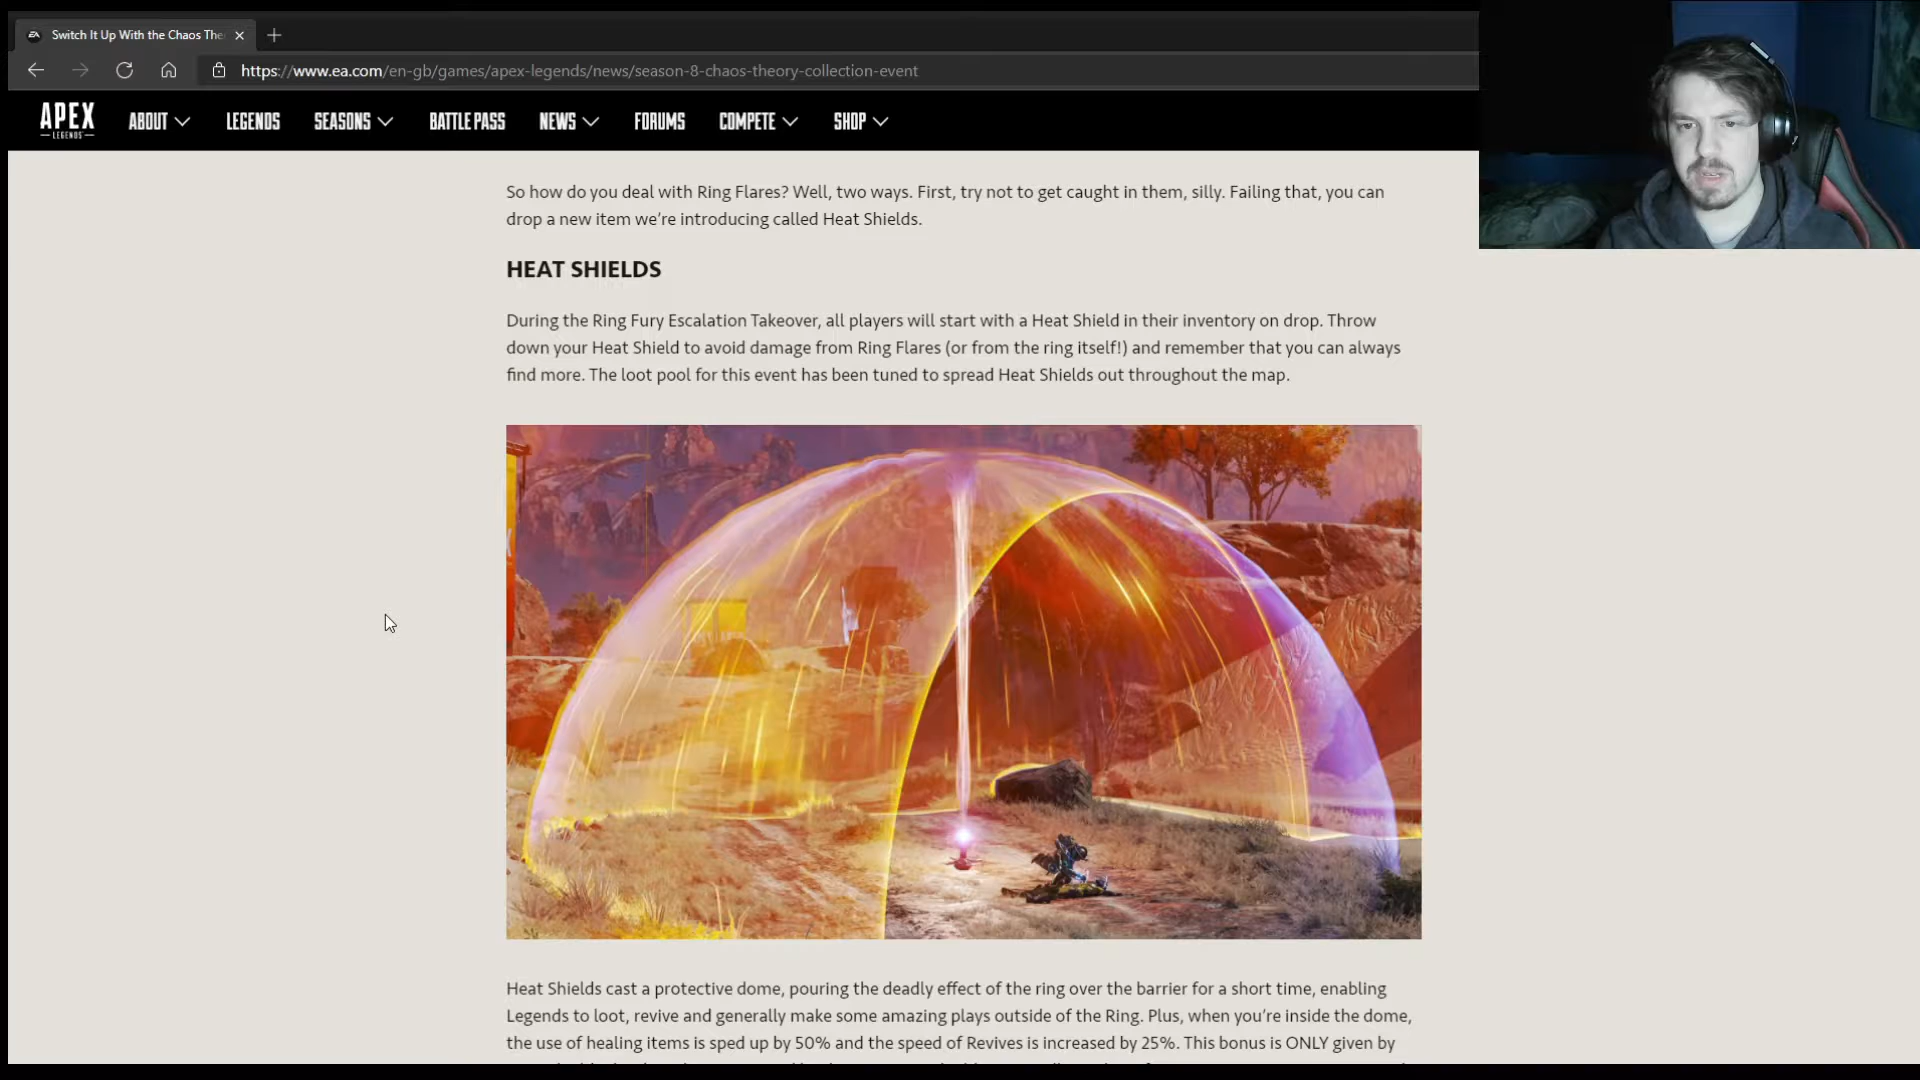 Switch It Up With the Chaos The
https://www.ea.com/en-gb/games/apex-legends/news/season-8-chaos-theory-collection-event
APEX
LEGENDS
ABOUT
LEGENDS
SEASONS
BATTLE PASS
NEWS
FORUMS
COMPETE
SHOP
So how do you deal with Ring Flares? Well, two ways. First, try not to get caught in them, silly. Failing that, you can
drop a new item we're introducing called Heat Shields.
HEAT SHIELDS
During the Ring Fury Escalation Takeover, all players will start with a Heat Shield in their inventory on drop. Throw
down your Heat Shield to avoid damage from Ring Flares (or from the ring itself!) and remember that you can always
find more. The loot pool for this event has been tuned to spread Heat Shields out throughout the map.
Heat Shields cast a protective dome, pouring the deadly effect of the ring over the barrier for a short time, enabling
Legends to loot, revive and generally make some amazing plays outside of the Ring. Plus, when you're inside the dome,
the use of healing items is sped up by 50% and the speed of Revives is increased by 25%. This bonus is ONLY given by